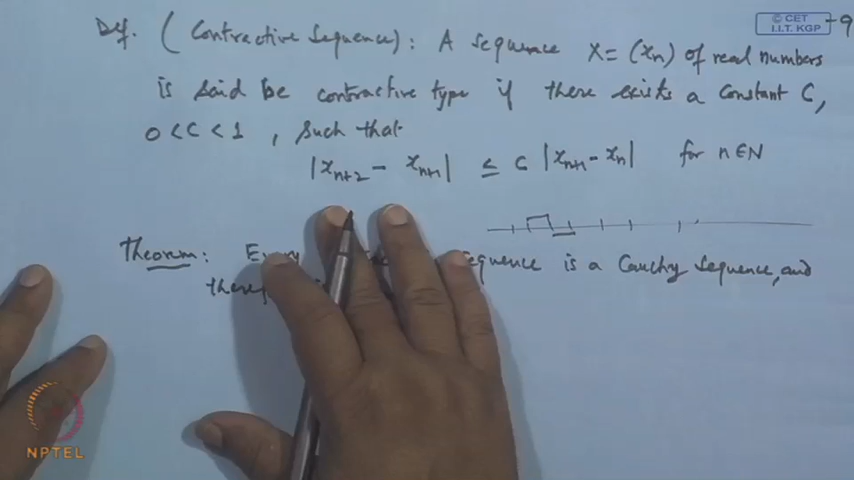 © CET
I.I.T. KGP
-9
Def. (Contractive Sequence) : A sequence X = (xn) of real numbers
is said be contractive type if there exists a constant C,
0 < C < 1 , such that
|xn+2 - xn+1| ≤ C |xn+1 - xn| for n ∈ N
Theorem : Every sequence is a Cauchy sequence, and
NPTEL